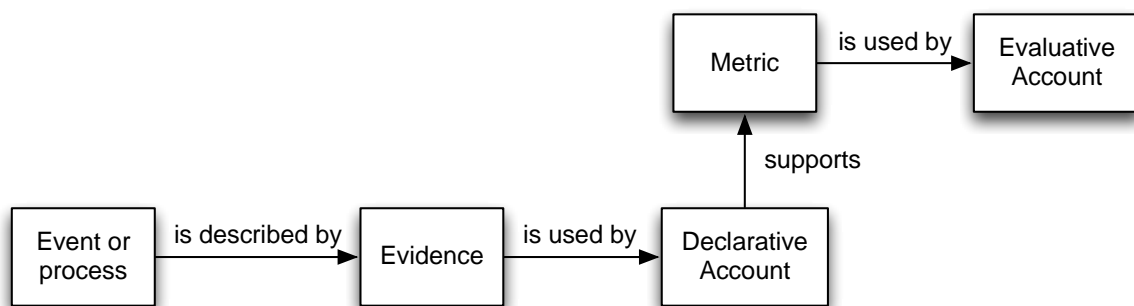 Metric
is used by
Evaluative
Account
supports
Event or
process
is described by
Evidence
is used by
Declarative
Account